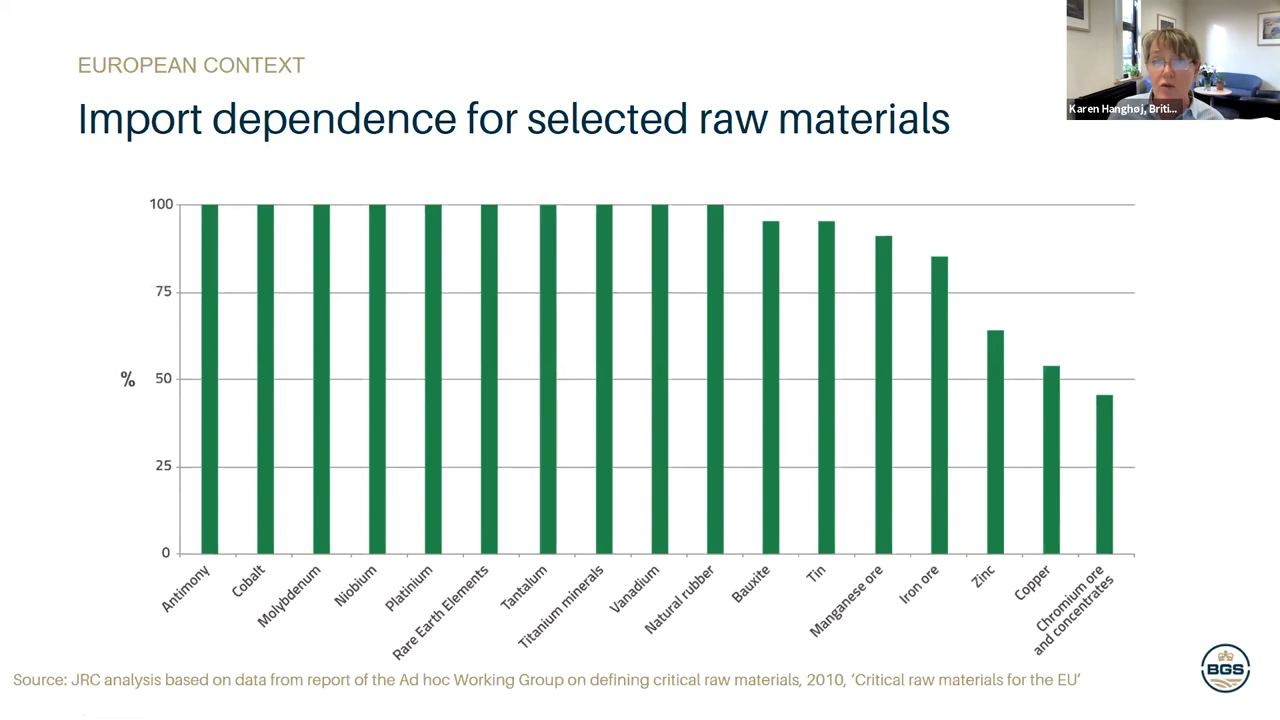 EUROPEAN CONTEXT
Import dependence for selected raw materials
Karen Hanghøj, Briti...
100
75
% 50
25
0
Antimony
Cobalt
Molybdenum
Niobium
Platinium
Rare Earth Elements
Tantalum
Titanium minerals
Vanadium
Natural rubber
Bauxite
Tin
Manganese ore
Iron ore
Zinc
Copper
Chromium ore
and concentrates
BGS
Source: JRC analysis based on data from report of the Ad hoc Working Group on defining critical raw materials, 2010, ‘Critical raw materials for the EU’